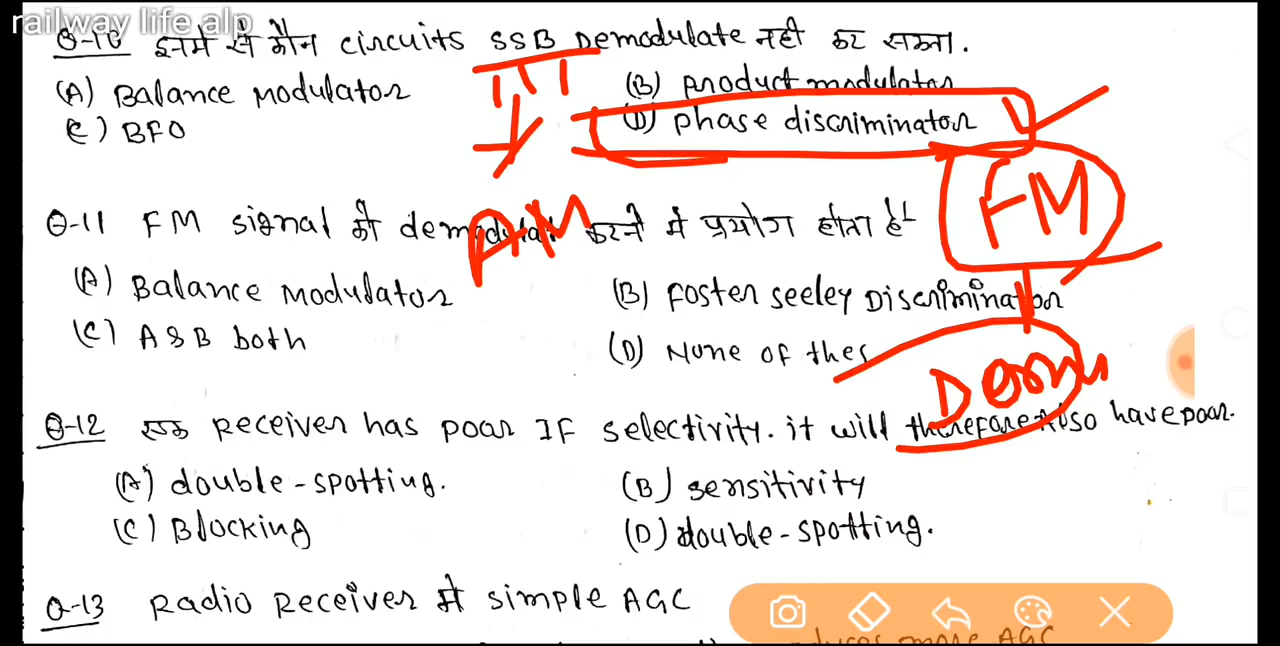 railway life alp
Q-10 इनमे से कौन circuits SSB Demodulate नही कर सकता.
(A) Balance modulator (B) product modulator
(C) BFO (D) phase discriminator
FM
AM
Q-11 FM signal को demodulat करने में प्रयोग होता है-
(A) Balance modulator (B) Foster seeley Discriminator
(C) A & B both (D) None of thes
Dem
Q-12 एक Receiver has poor IF selectivity. it will therefore also have poor.
(A) double-spotting. (B) sensitivity
(C) Blocking (D) double-spotting.
Q-13 Radio Receiver में simple AGC
more AGC